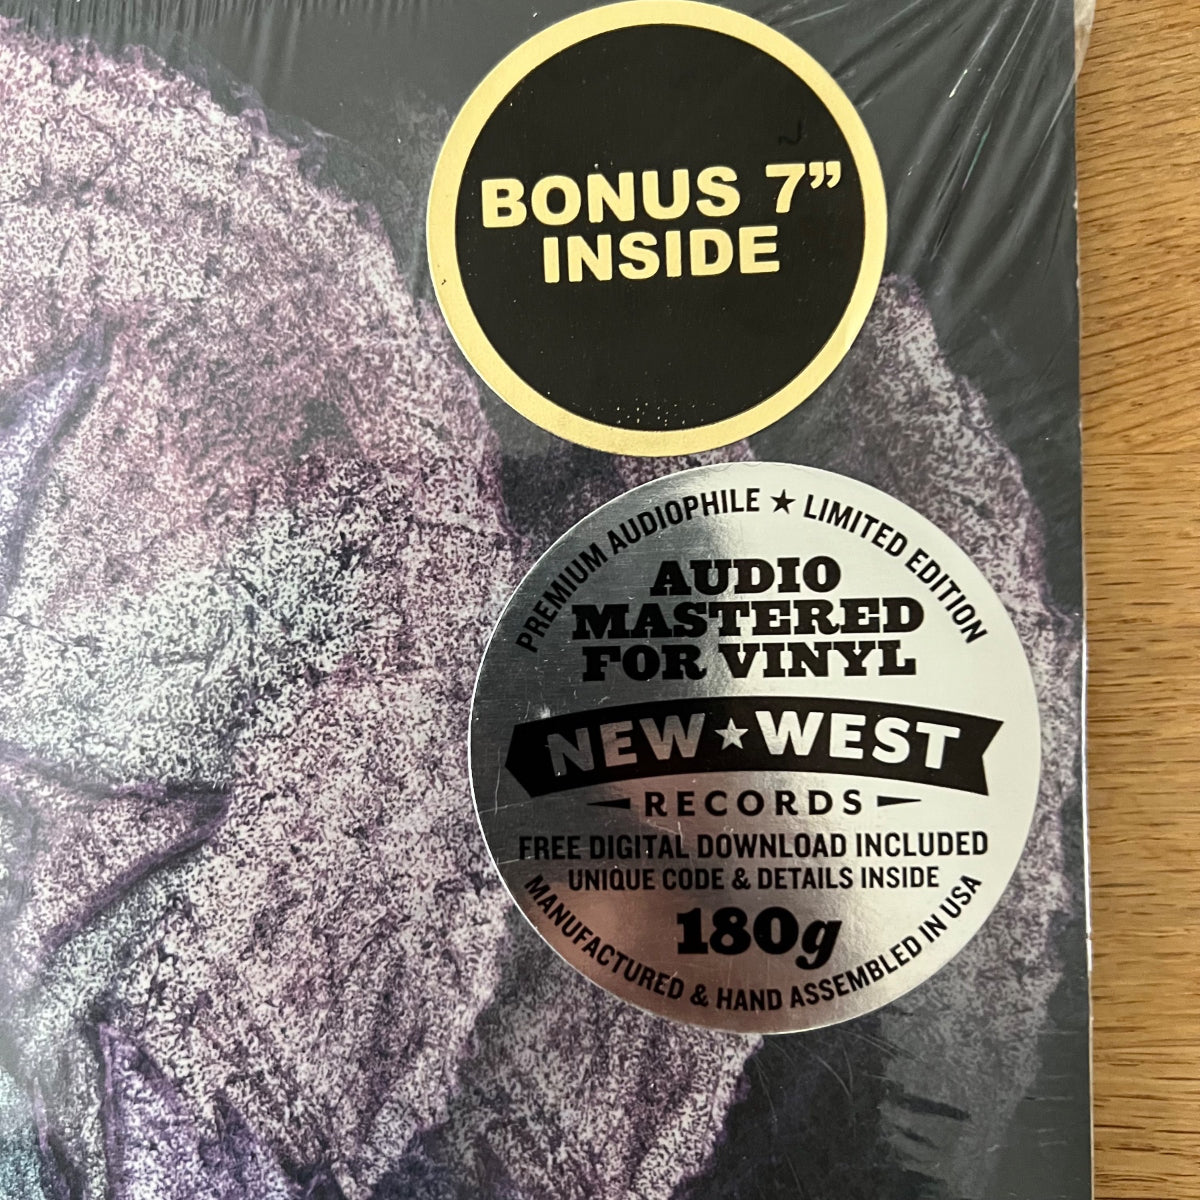 BONUS 7”
INSIDE
PREMIUM AUDIOPHILE ★ LIMITED EDITION
AUDIO
MASTERED
FOR VINYL
NEW★WEST
RECORDS
FREE DIGITAL DOWNLOAD INCLUDED
UNIQUE CODE & DETAILS INSIDE
180g
MANUFACTURED & HAND ASSEMBLED IN USA